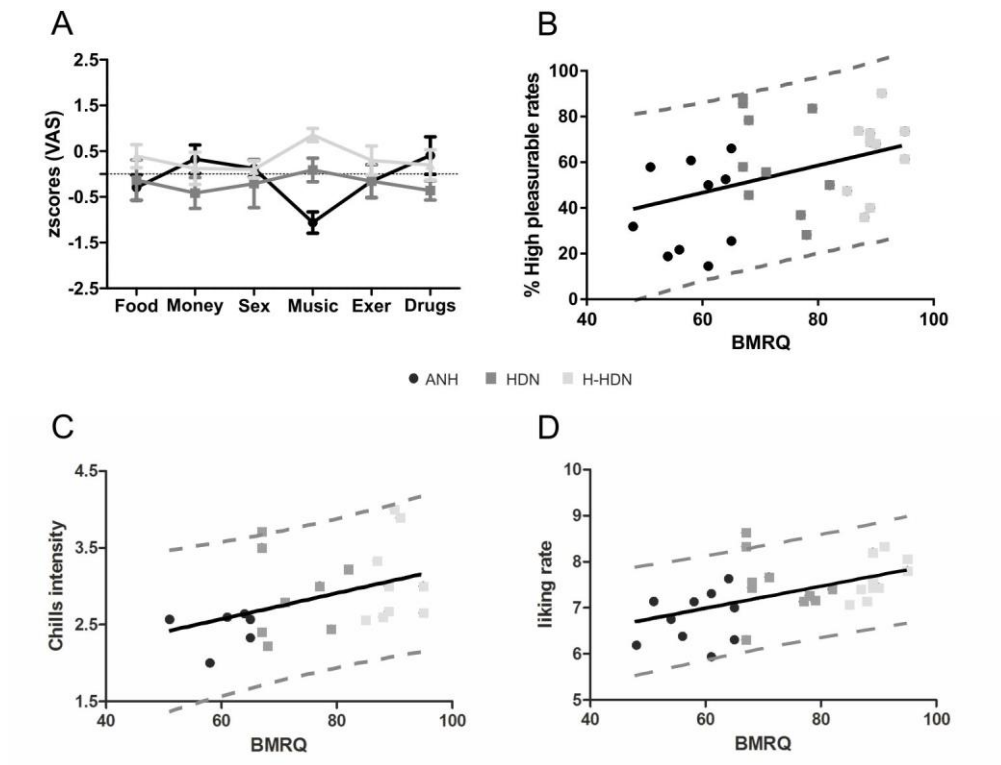 A
zscores (VAS)
2.5
1.5
0.5
-0.5
-1.5
-2.5
Food Money Sex Music Exer Drugs
B
% High pleasurable rates
100
80
60
40
20
0
40 60 80 100
BMRQ
ANH HDN H-HDN
C
Chills intensity
4.5
3.5
2.5
1.5
40 60 80 100
BMRQ
D
liking rate
10
9
8
7
6
5
40 60 80 100
BMRQ